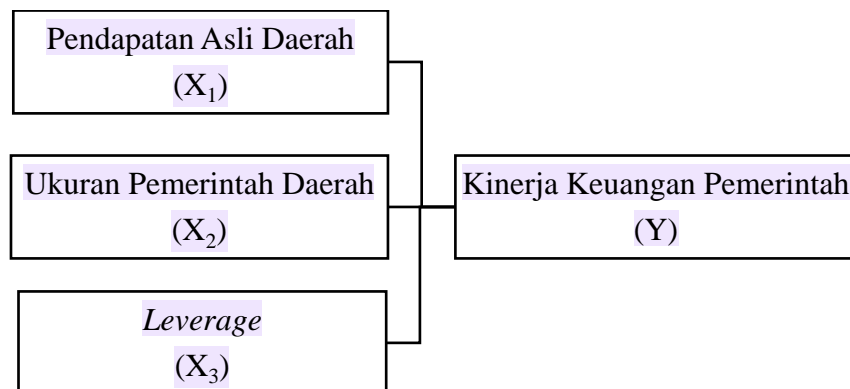 Pendapatan Asli Daerah
(X₁)
Ukuran Pemerintah Daerah
(X₂)
Kinerja Keuangan Pemerintah
(Y)
Leverage
(X₃)